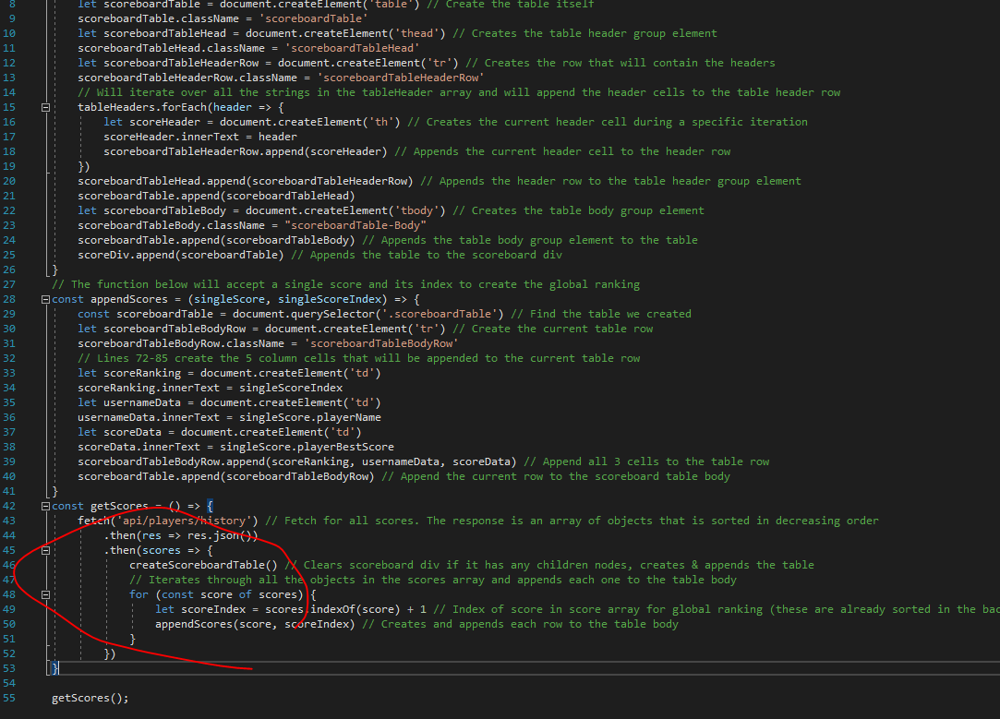 8 let scoreboardTable = document.createElement('table') // Create the table itself
9 scoreboardTable.className = 'scoreboardTable'
10 let scoreboardTableHead = document.createElement('thead') // Creates the table header group element
11 scoreboardTableHead.className = 'scoreboardTableHead'
12 let scoreboardTableHeaderRow = document.createElement('tr') // Creates the row that will contain the headers
13 scoreboardTableHeaderRow.className = 'scoreboardTableHeaderRow'
14 // Will iterate over all the strings in the tableHeader array and will append the header cells to the table header row
15 tableHeaders.forEach(header => {
16 let scoreHeader = document.createElement('th') // Creates the current header cell during a specific iteration
17 scoreHeader.innerText = header
18 scoreboardTableHeaderRow.append(scoreHeader) // Appends the current header cell to the header row
19 })
20 scoreboardTableHead.append(scoreboardTableHeaderRow) // Appends the header row to the table header group element
21 scoreboardTable.append(scoreboardTableHead)
22 let scoreboardTableBody = document.createElement('tbody') // Creates the table body group element
23 scoreboardTableBody.className = "scoreboardTable-Body"
24 scoreboardTable.append(scoreboardTableBody) // Appends the table body group element to the table
25 scoreDiv.append(scoreboardTable) // Appends the table to the scoreboard div
26 }
27 // The function below will accept a single score and its index to create the global ranking
28 const appendScores = (singleScore, singleScoreIndex) => {
29 const scoreboardTable = document.querySelector('.scoreboardTable') // Find the table we created
30 let scoreboardTableBodyRow = document.createElement('tr') // Create the current table row
31 scoreboardTableBodyRow.className = 'scoreboardTableBodyRow'
32 // Lines 72-85 create the 5 column cells that will be appended to the current table row
33 let scoreRanking = document.createElement('td')
34 scoreRanking.innerText = singleScoreIndex
35 let usernameData = document.createElement('td')
36 usernameData.innerText = singleScore.playerName
37 let scoreData = document.createElement('td')
38 scoreData.innerText = singleScore.playerBestScore
39 scoreboardTableBodyRow.append(scoreRanking, usernameData, scoreData) // Append all 3 cells to the table row
40 scoreboardTable.append(scoreboardTableBodyRow) // Append the current row to the scoreboard table body
41 }
42 const getScores = () => {
43 fetch('api/players/history') // Fetch for all scores. The response is an array of objects that is sorted in decreasing order
44 .then(res => res.json())
45 .then(scores => {
46 createScoreboardTable() // Clears scoreboard div if it has any children nodes, creates & appends the table
47 // Iterates through all the objects in the scores array and appends each one to the table body
48 for (const score of scores) {
49 let scoreIndex = scores.indexOf(score) + 1 // Index of score in score array for global ranking (these are already sorted in the bac
50 appendScores(score, scoreIndex) // Creates and appends each row to the table body
51 }
52 })
53 }
54
55 getScores();